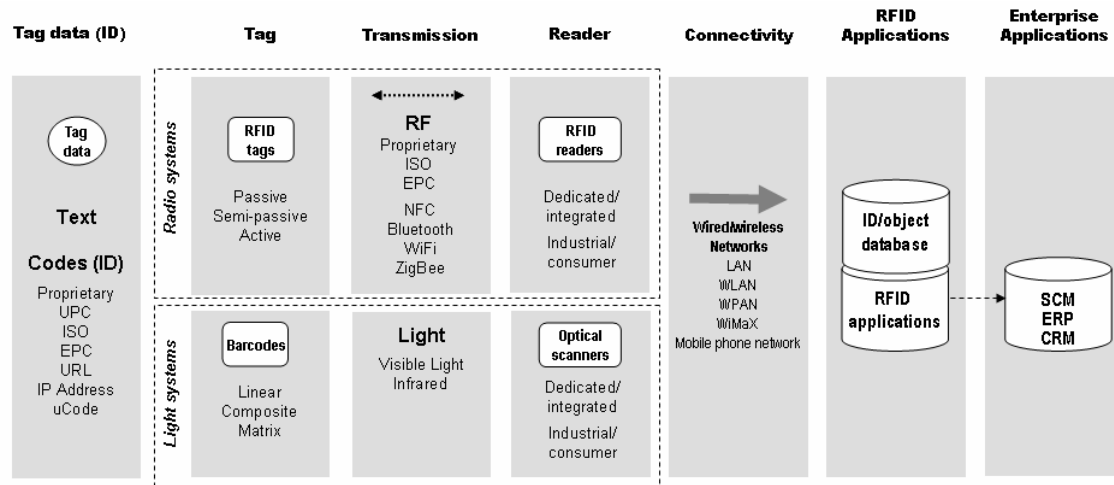 Tag data (ID)
Tag
Transmission
Reader
Connectivity
RFID
Applications
Enterprise
Applications
Tag
data
Text
Codes (ID)
Proprietary
UPC
ISO
EPC
URL
IP Address
uCode
Radio systems
RFID
tags
Passive
Semi-passive
Active
RF
Proprietary
ISO
EPC
NFC
Bluetooth
WiFi
ZigBee
RFID
readers
Dedicated/
integrated
Industrial/
consumer
Light systems
Barcodes
Linear
Composite
Matrix
Light
Visible Light
Infrared
Optical
scanners
Dedicated/
integrated
Industrial/
consumer
Wired/wireless
Networks
LAN
WLAN
WPAN
WiMaX
Mobile phone network
ID/object
database
RFID
applications
SCM
ERP
CRM